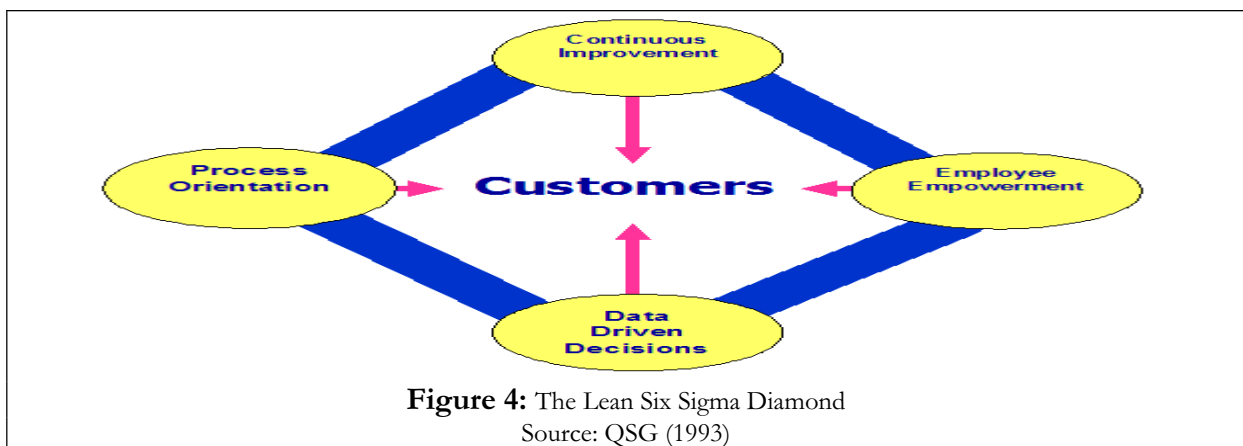 Continuous
Improvement
Process
Orientation
Customers
Employee
Empowerment
Data
Driven
Decisions
Figure 4: The Lean Six Sigma Diamond
Source: QSG (1993)